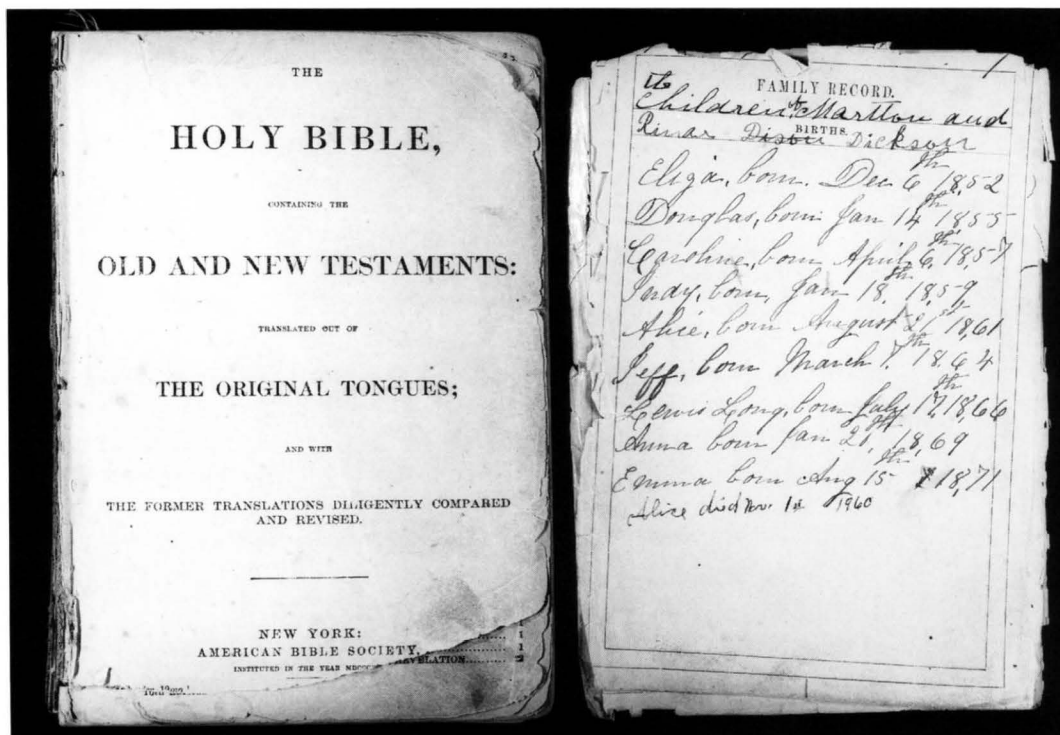 THE
HOLY BIBLE,
CONTAINING THE
OLD AND NEW TESTAMENTS:
TRANSLATED OUT OF
THE ORIGINAL TONGUES;
AND WITH
THE FORMER TRANSLATIONS DILIGENTLY COMPARED
AND REVISED.
NEW YORK:
AMERICAN BIBLE SOCIETY,
INSTITUTED IN THE YEAR
FAMILY RECORD.
Children of Martton and
BIRTHS.
Rinar Dickson
Eliza, born. Dec 6th 1852
Douglas, born Jan 14th 1855
Caroline, born April 6th, 1857
Indy, born, Jan 18th, 1859
Alice, born August 21st 1861
Jeff, born March 7th, 1864
Lewis Long, born July 17th, 1866
Anna born Jan 21st, 1869
Emma born Aug 15th 1871
Alice died Nov. 1st 1960